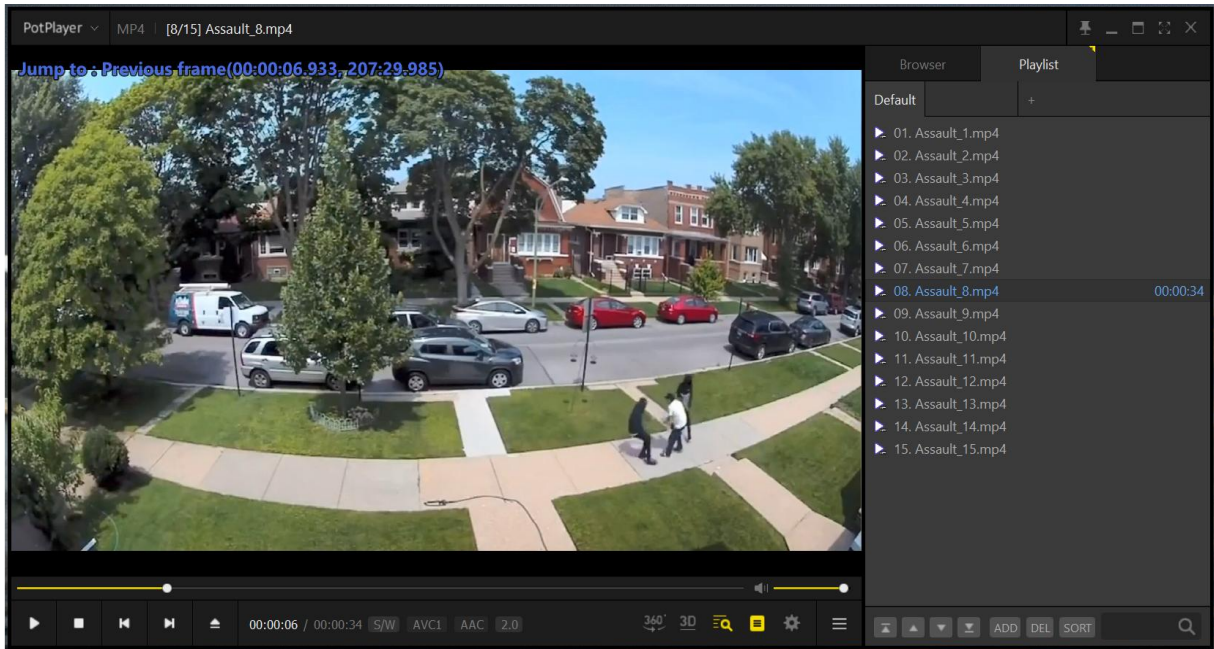 PotPlayer MP4 [8/15] Assault_8.mp4
Jump to : Previous frame(00:00:06.933, 207:29.985)
Browser Playlist
Default +
01. Assault_1.mp4
02. Assault_2.mp4
03. Assault_3.mp4
04. Assault_4.mp4
05. Assault_5.mp4
06. Assault_6.mp4
07. Assault_7.mp4
08. Assault_8.mp4 00:00:34
09. Assault_9.mp4
10. Assault_10.mp4
11. Assault_11.mp4
12. Assault_12.mp4
13. Assault_13.mp4
14. Assault_14.mp4
15. Assault_15.mp4
00:00:06 / 00:00:34 S/W AVC1 AAC 2.0 360° 3D
ADD DEL SORT